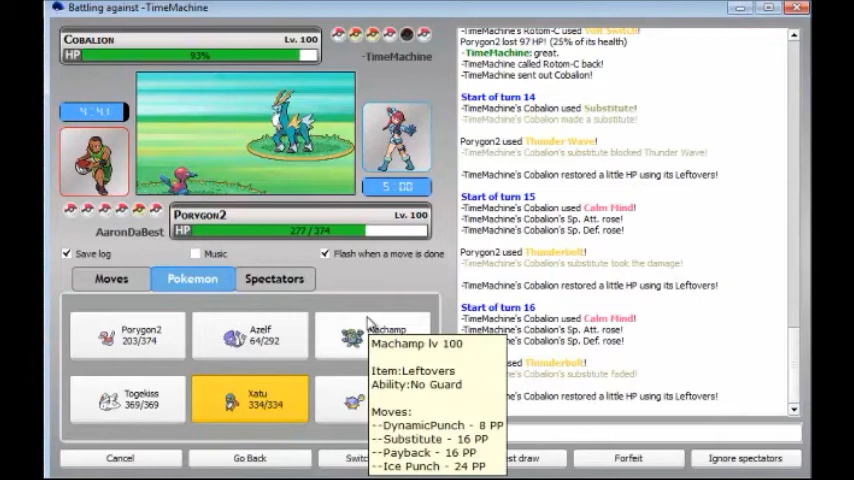 Battling against -TimeMachine
COBALION
Lv. 100
HP
93%
-TimeMachine
4:41
5:00
PORYGON2
Lv. 100
HP
277/374
AaronDaBest
Save log
Music
Flash when a move is done
Moves
Pokemon
Spectators
Porygon2
203/374
Azelf
64/292
Machamp
Togekiss
369/369
Xatu
334/334
Machamp lv 100
Item:Leftovers
Ability:No Guard
Moves:
--DynamicPunch - 8 PP
--Substitute - 16 PP
--Payback - 16 PP
--Ice Punch - 24 PP
Cancel
Go Back
draw
Forfeit
Ignore spectators
-TimeMachine's Rotom-C used Volt Switch!
Porygon2 lost 97 HP! (25% of its health)
-TimeMachine: great.
-TimeMachine called Rotom-C back!
-TimeMachine sent out Cobalion!
Start of turn 14
-TimeMachine's Cobalion used Substitute!
-TimeMachine's Cobalion made a substitute!
Porygon2 used Thunder Wave!
-TimeMachine's Cobalion's substitute blocked Thunder Wave!
-TimeMachine's Cobalion restored a little HP using its Leftovers!
Start of turn 15
-TimeMachine's Cobalion used Calm Mind!
-TimeMachine's Cobalion's Sp. Att. rose!
-TimeMachine's Cobalion's Sp. Def. rose!
Porygon2 used Thunderbolt!
-TimeMachine's Cobalion's substitute took the damage!
-TimeMachine's Cobalion restored a little HP using its Leftovers!
Start of turn 16
-TimeMachine's Cobalion used Calm Mind!
-TimeMachine's Cobalion's Sp. Att. rose!
-TimeMachine's Cobalion's Sp. Def. rose!
Porygon2 used Thunderbolt!
-TimeMachine's Cobalion's substitute faded!
-TimeMachine's Cobalion restored a little HP using its Leftovers!